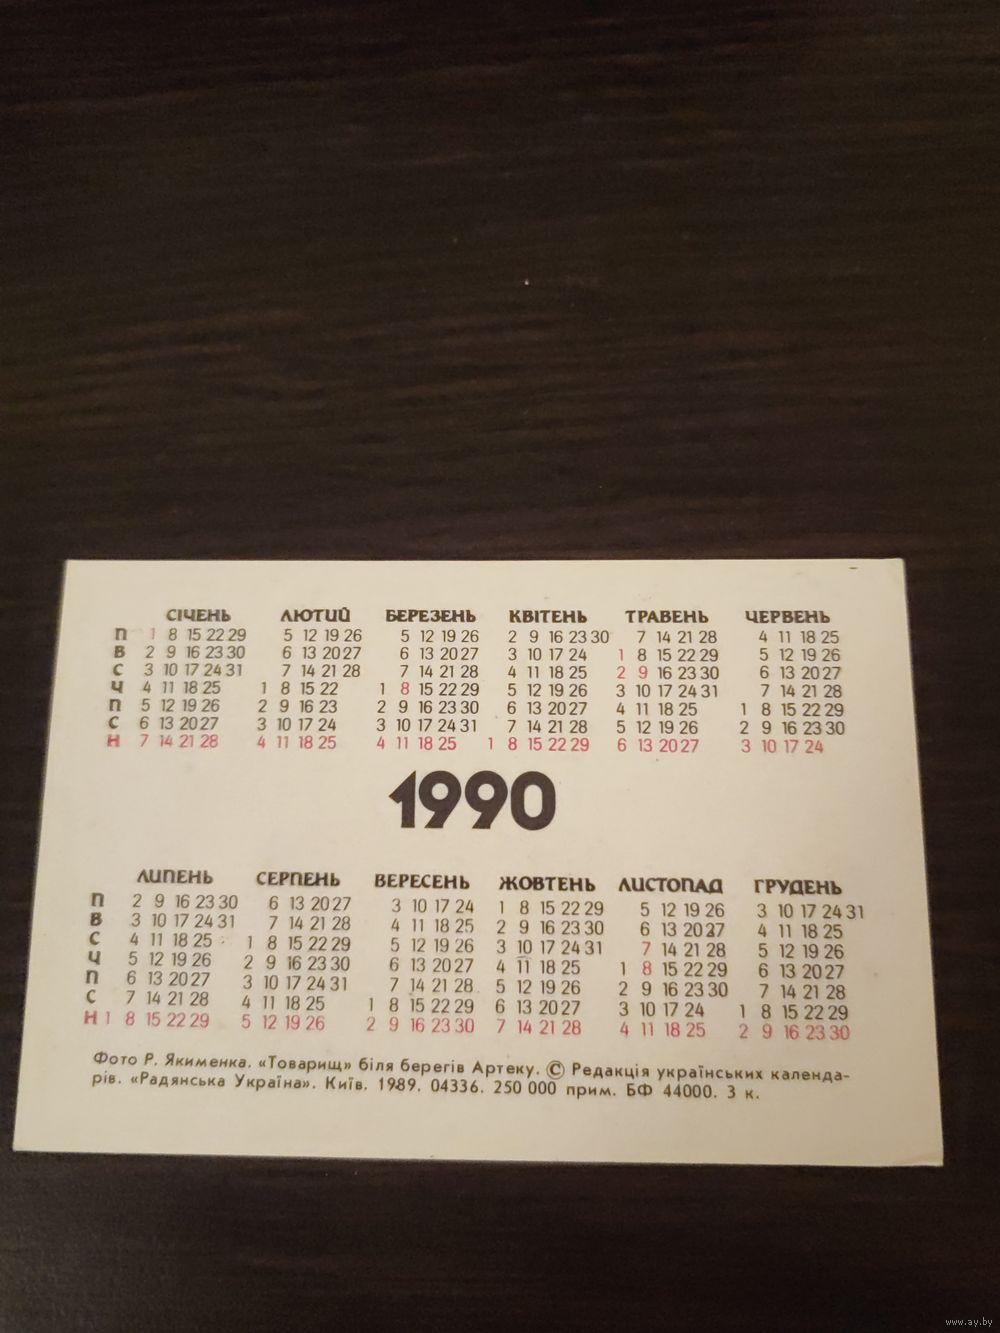 СІЧЕНЬ ЛЮТИЙ БЕРЕЗЕНЬ КВІТЕНЬ ТРАВЕНЬ ЧЕРВЕНЬ
П 1 8 15 22 29 5 12 19 26 5 12 19 26 2 9 16 23 30 7 14 21 28 4 11 18 25
В 2 9 16 23 30 6 13 20 27 6 13 20 27 3 10 17 24 1 8 15 22 29 5 12 19 26
С 3 10 17 24 31 7 14 21 28 7 14 21 28 4 11 18 25 2 9 16 23 30 6 13 20 27
Ч 4 11 18 25 1 8 15 22 1 8 15 22 29 5 12 19 26 3 10 17 24 31 7 14 21 28
П 5 12 19 26 2 9 16 23 2 9 16 23 30 6 13 20 27 4 11 18 25 1 8 15 22 29
С 6 13 20 27 3 10 17 24 3 10 17 24 31 7 14 21 28 5 12 19 26 2 9 16 23 30
Н 7 14 21 28 4 11 18 25 4 11 18 25 1 8 15 22 29 6 13 20 27 3 10 17 24
1990
ЛИПЕНЬ СЕРПЕНЬ ВЕРЕСЕНЬ ЖОВТЕНЬ ЛИСТОПАД ГРУДЕНЬ
П 2 9 16 23 30 6 13 20 27 3 10 17 24 1 8 15 22 29 5 12 19 26 3 10 17 24 31
В 3 10 17 24 31 7 14 21 28 4 11 18 25 2 9 16 23 30 6 13 20 27 4 11 18 25
С 4 11 18 25 1 8 15 22 29 5 12 19 26 3 10 17 24 31 7 14 21 28 5 12 19 26
Ч 5 12 19 26 2 9 16 23 30 6 13 20 27 4 11 18 25 1 8 15 22 29 6 13 20 27
П 6 13 20 27 3 10 17 24 31 7 14 21 28 5 12 19 26 2 9 16 23 30 7 14 21 28
С 7 14 21 28 4 11 18 25 1 8 15 22 29 6 13 20 27 3 10 17 24 1 8 15 22 29
Н 1 8 15 22 29 5 12 19 26 2 9 16 23 30 7 14 21 28 4 11 18 25 2 9 16 23 30
Фото Р. Якименка. «Товарищ» біля берегів Артеку. © Редакція українських календа-
рів. «Радянська Україна». Київ. 1989. 04336. 250 000 прим. БФ 44000. 3 к.
www.ay.by